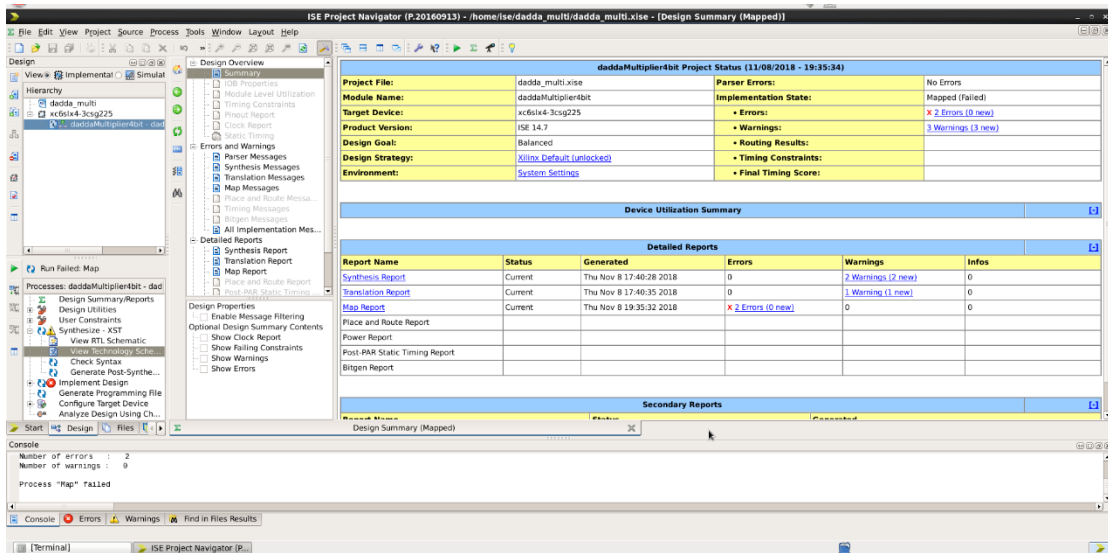 ISE Project Navigator (P.20160913) - /home/ise/dadda_multi/dadda_multi.xise - [Design Summary (Mapped)]
File Edit View Project Source Process Tools Window Layout Help
Design
View: Implementat Simulat
Hierarchy
dadda_multi
xc6slx4-3csg225
daddaMultiplier4bit - dad
Run Failed: Map
Processes: daddaMultiplier4bit - dad
Design Summary/Reports
Design Utilities
User Constraints
Synthesize - XST
View RTL Schematic
View Technology Sche...
Check Syntax
Generate Post-Synthe...
Implement Design
Generate Programming File
Configure Target Device
Analyze Design Using Ch...
Start Design Files
Design Overview
Summary
IOB Properties
Module Level Utilization
Timing Constraints
Pinout Report
Clock Report
Static Timing
Errors and Warnings
Parser Messages
Synthesis Messages
Translation Messages
Map Messages
Place and Route Messa...
Timing Messages
Bitgen Messages
All Implementation Mes...
Detailed Reports
Synthesis Report
Translation Report
Map Report
Place and Route Report
Post-PAR Static Timing ...
Design Properties
Enable Message Filtering
Optional Design Summary Contents
Show Clock Report
Show Failing Constraints
Show Warnings
Show Errors
daddaMultiplier4bit Project Status (11/08/2018 - 19:35:34)
Project File: dadda_multi.xise Parser Errors: No Errors
Module Name: daddaMultiplier4bit Implementation State: Mapped (Failed)
Target Device: xc6slx4-3csg225 • Errors: X 2 Errors (0 new)
Product Version: ISE 14.7 • Warnings: 3 Warnings (3 new)
Design Goal: Balanced • Routing Results:
Design Strategy: Xilinx Default (unlocked) • Timing Constraints:
Environment: System Settings • Final Timing Score:
Device Utilization Summary [-]
Detailed Reports [-]
Report Name Status Generated Errors Warnings Infos
Synthesis Report Current Thu Nov 8 17:40:28 2018 0 2 Warnings (2 new) 0
Translation Report Current Thu Nov 8 17:40:35 2018 0 1 Warning (1 new) 0
Map Report Current Thu Nov 8 19:35:32 2018 X 2 Errors (0 new) 0 0
Place and Route Report
Power Report
Post-PAR Static Timing Report
Bitgen Report
Secondary Reports [-]
Report Name Status Generated
Design Summary (Mapped)
Console
Number of errors : 2
Number of warnings : 0
Process "Map" failed
Console Errors Warnings Find in Files Results
[Terminal] ISE Project Navigator (P...